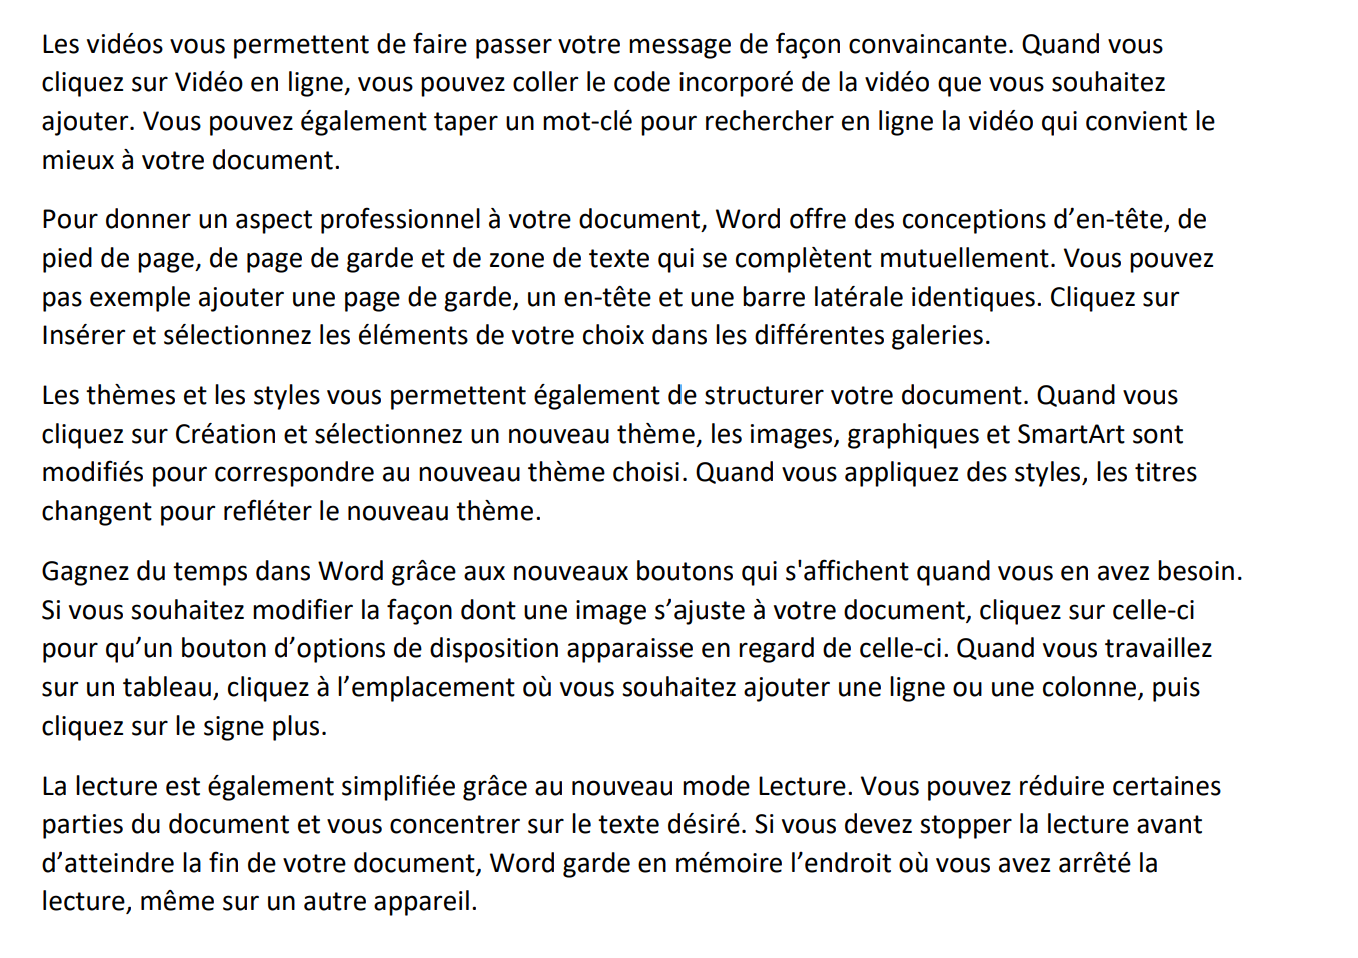 Les vidéos vous permettent de faire passer votre message de façon convaincante. Quand vous
cliquez sur Vidéo en ligne, vous pouvez coller le code incorporé de la vidéo que vous souhaitez
ajouter. Vous pouvez également taper un mot-clé pour rechercher en ligne la vidéo qui convient le
mieux à votre document.
Pour donner un aspect professionnel à votre document, Word offre des conceptions d’en-tête, de
pied de page, de page de garde et de zone de texte qui se complètent mutuellement. Vous pouvez
pas exemple ajouter une page de garde, un en-tête et une barre latérale identiques. Cliquez sur
Insérer et sélectionnez les éléments de votre choix dans les différentes galeries.
Les thèmes et les styles vous permettent également de structurer votre document. Quand vous
cliquez sur Création et sélectionnez un nouveau thème, les images, graphiques et SmartArt sont
modifiés pour correspondre au nouveau thème choisi. Quand vous appliquez des styles, les titres
changent pour refléter le nouveau thème.
Gagnez du temps dans Word grâce aux nouveaux boutons qui s'affichent quand vous en avez besoin.
Si vous souhaitez modifier la façon dont une image s’ajuste à votre document, cliquez sur celle-ci
pour qu’un bouton d’options de disposition apparaisse en regard de celle-ci. Quand vous travaillez
sur un tableau, cliquez à l’emplacement où vous souhaitez ajouter une ligne ou une colonne, puis
cliquez sur le signe plus.
La lecture est également simplifiée grâce au nouveau mode Lecture. Vous pouvez réduire certaines
parties du document et vous concentrer sur le texte désiré. Si vous devez stopper la lecture avant
d’atteindre la fin de votre document, Word garde en mémoire l’endroit où vous avez arrêté la
lecture, même sur un autre appareil.